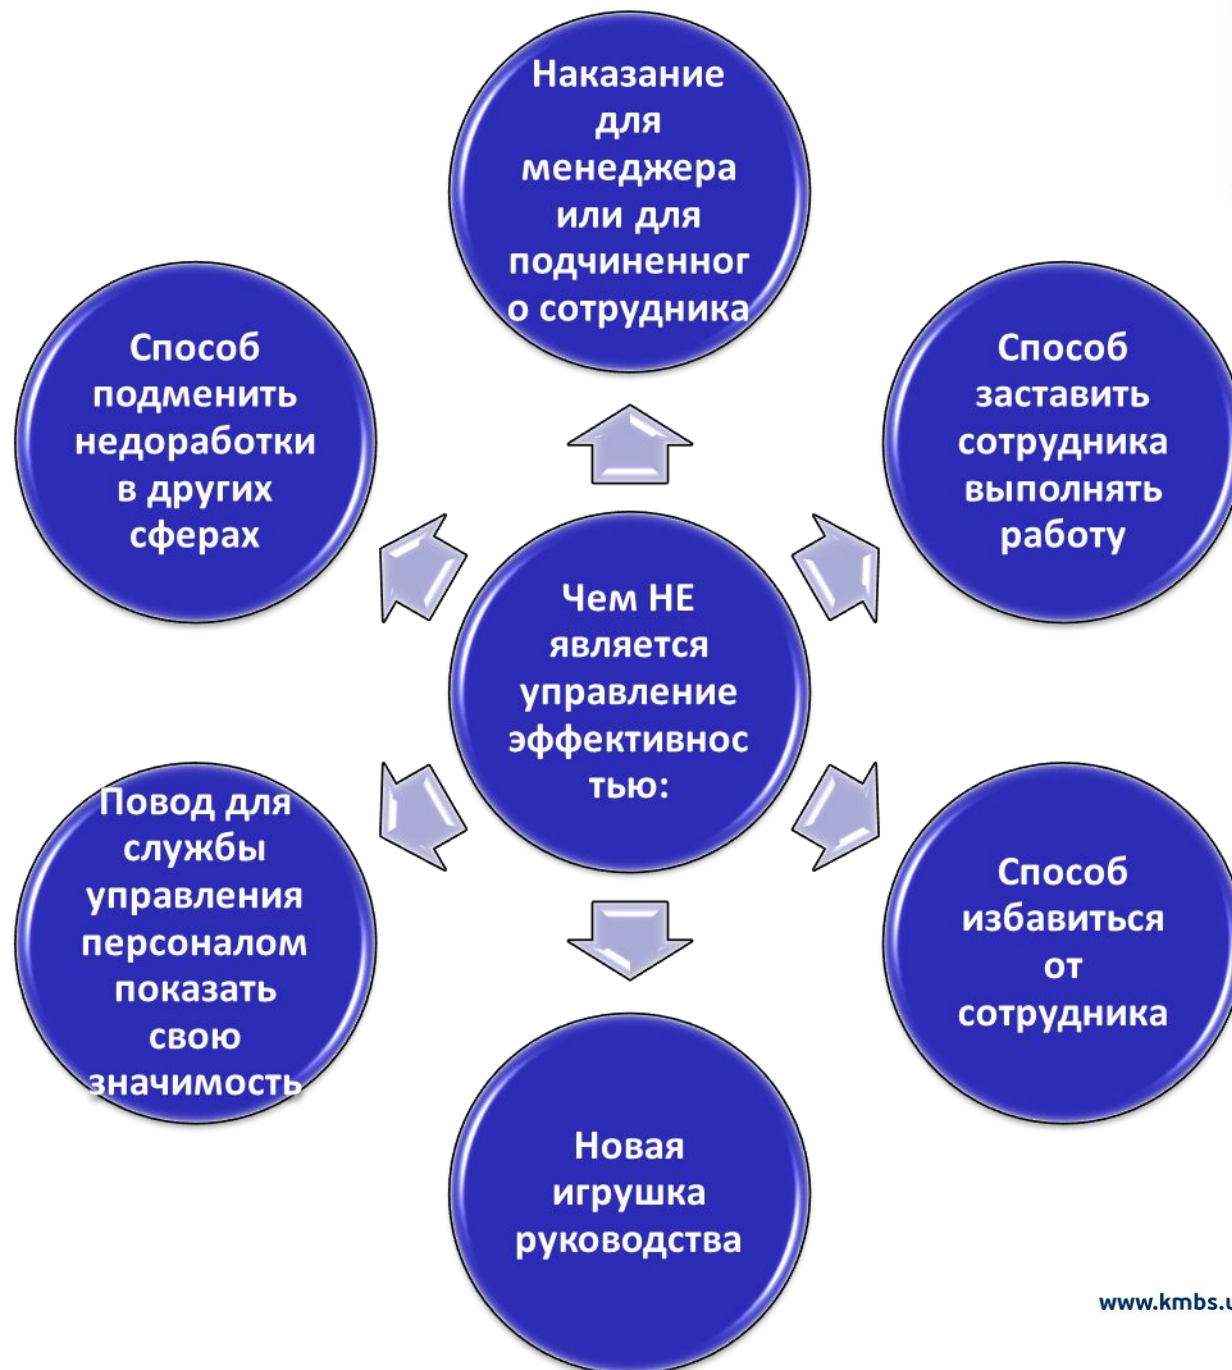 Наказание
для
менеджера
или для
подчиненног
о сотрудника
Способ
заставить
сотрудника
выполнять
работу
Способ
избавиться
от
сотрудника
Новая
игрушка
руководства
Повод для
службы
управления
персоналом
показать
свою
значимость
Способ
подменить
недоработки
в других
сферах
Чем НЕ
является
управление
эффективнос
тью:
www.kmbs.u